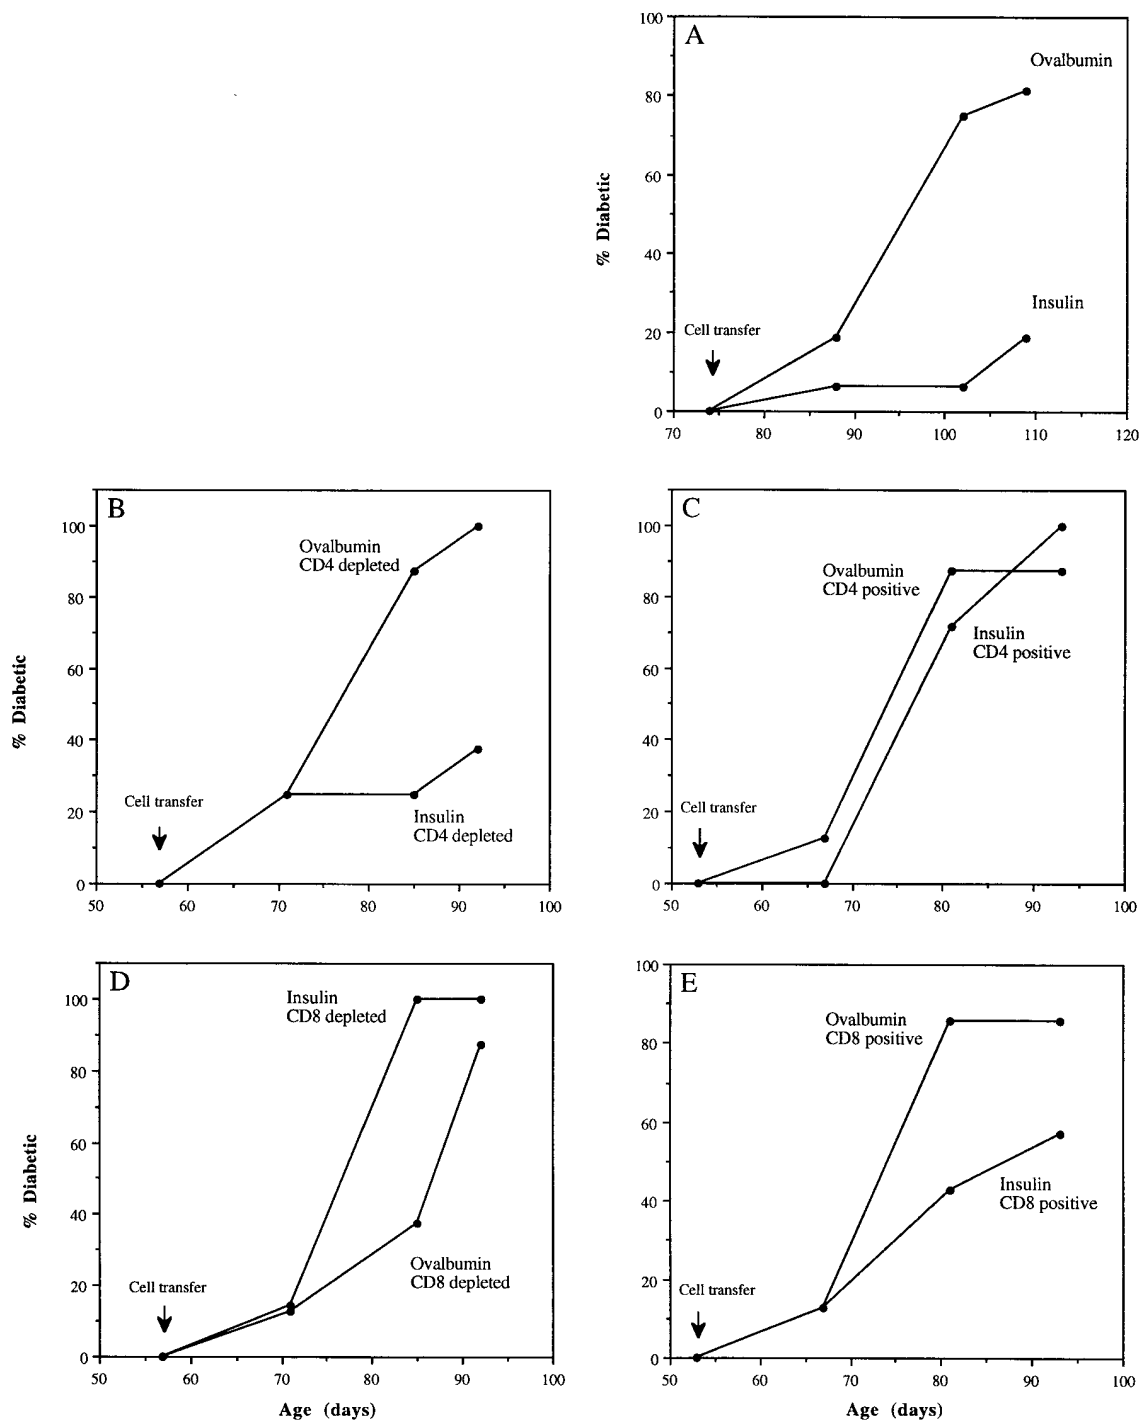 A
Ovalbumin
Insulin
Cell transfer
% Diabetic
100
80
60
40
20
0
70
80
90
100
110
120
B
Ovalbumin
CD4 depleted
Insulin
CD4 depleted
Cell transfer
% Diabetic
100
80
60
40
20
0
50
60
70
80
90
100
C
Ovalbumin
CD4 positive
Insulin
CD4 positive
Cell transfer
100
80
60
40
20
0
50
60
70
80
90
100
D
Insulin
CD8 depleted
Ovalbumin
CD8 depleted
Cell transfer
% Diabetic
100
80
60
40
20
0
50
60
70
80
90
100
Age (days)
E
Ovalbumin
CD8 positive
Insulin
CD8 positive
Cell transfer
100
80
60
40
20
0
50
60
70
80
90
100
Age (days)